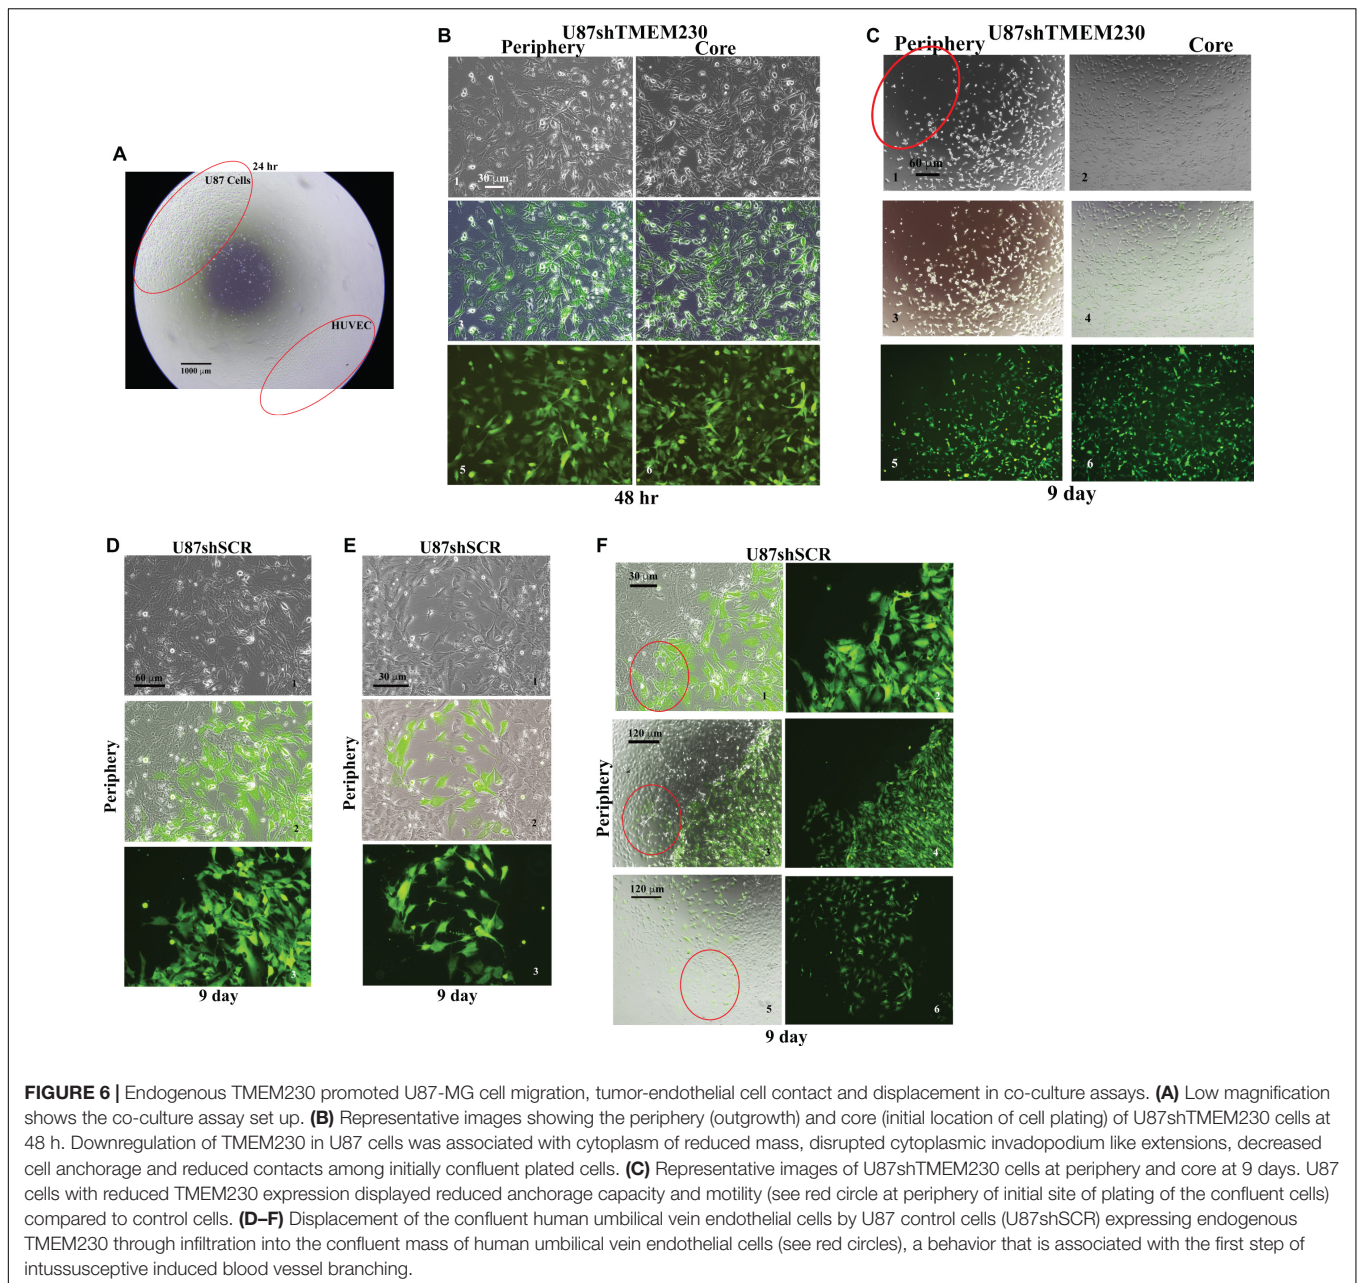 A
24 hr
U87 Cells
HUVEC
1000 μm
B
U87shTMEM230
Periphery
Core
1
30 μm
2
3
4
5
6
48 hr
C
U87shTMEM230
Periphery
Core
60 μm
1
2
3
4
5
6
9 day
D
U87shSCR
60 μm
1
Periphery
2
3
9 day
E
U87shSCR
30 μm
1
Periphery
2
3
9 day
F
U87shSCR
30 μm
1
2
120 μm
Periphery
3
4
120 μm
5
6
9 day
FIGURE 6 | Endogenous TMEM230 promoted U87-MG cell migration, tumor-endothelial cell contact and displacement in co-culture assays. (A) Low magnification
shows the co-culture assay set up. (B) Representative images showing the periphery (outgrowth) and core (initial location of cell plating) of U87shTMEM230 cells at
48 h. Downregulation of TMEM230 in U87 cells was associated with cytoplasm of reduced mass, disrupted cytoplasmic invadopodium like extensions, decreased
cell anchorage and reduced contacts among initially confluent plated cells. (C) Representative images of U87shTMEM230 cells at periphery and core at 9 days. U87
cells with reduced TMEM230 expression displayed reduced anchorage capacity and motility (see red circle at periphery of initial site of plating of the confluent cells)
compared to control cells. (D–F) Displacement of the confluent human umbilical vein endothelial cells by U87 control cells (U87shSCR) expressing endogenous
TMEM230 through infiltration into the confluent mass of human umbilical vein endothelial cells (see red circles), a behavior that is associated with the first step of
intussusceptive induced blood vessel branching.